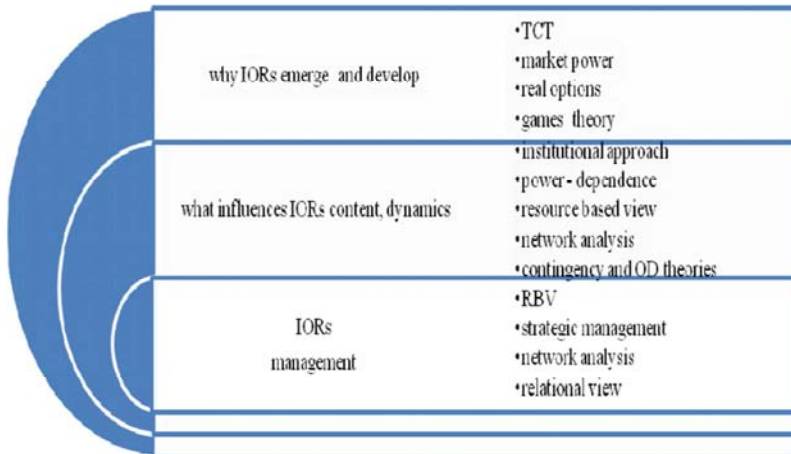 why IORs emerge and develop
•TCT
•market power
•real options
•games theory
what influences IORs content, dynamics
•institutional approach
•power - dependence
•resource based view
•network analysis
•contingency and OD theories
IORs
management
•RBV
•strategic management
•network analysis
•relational view